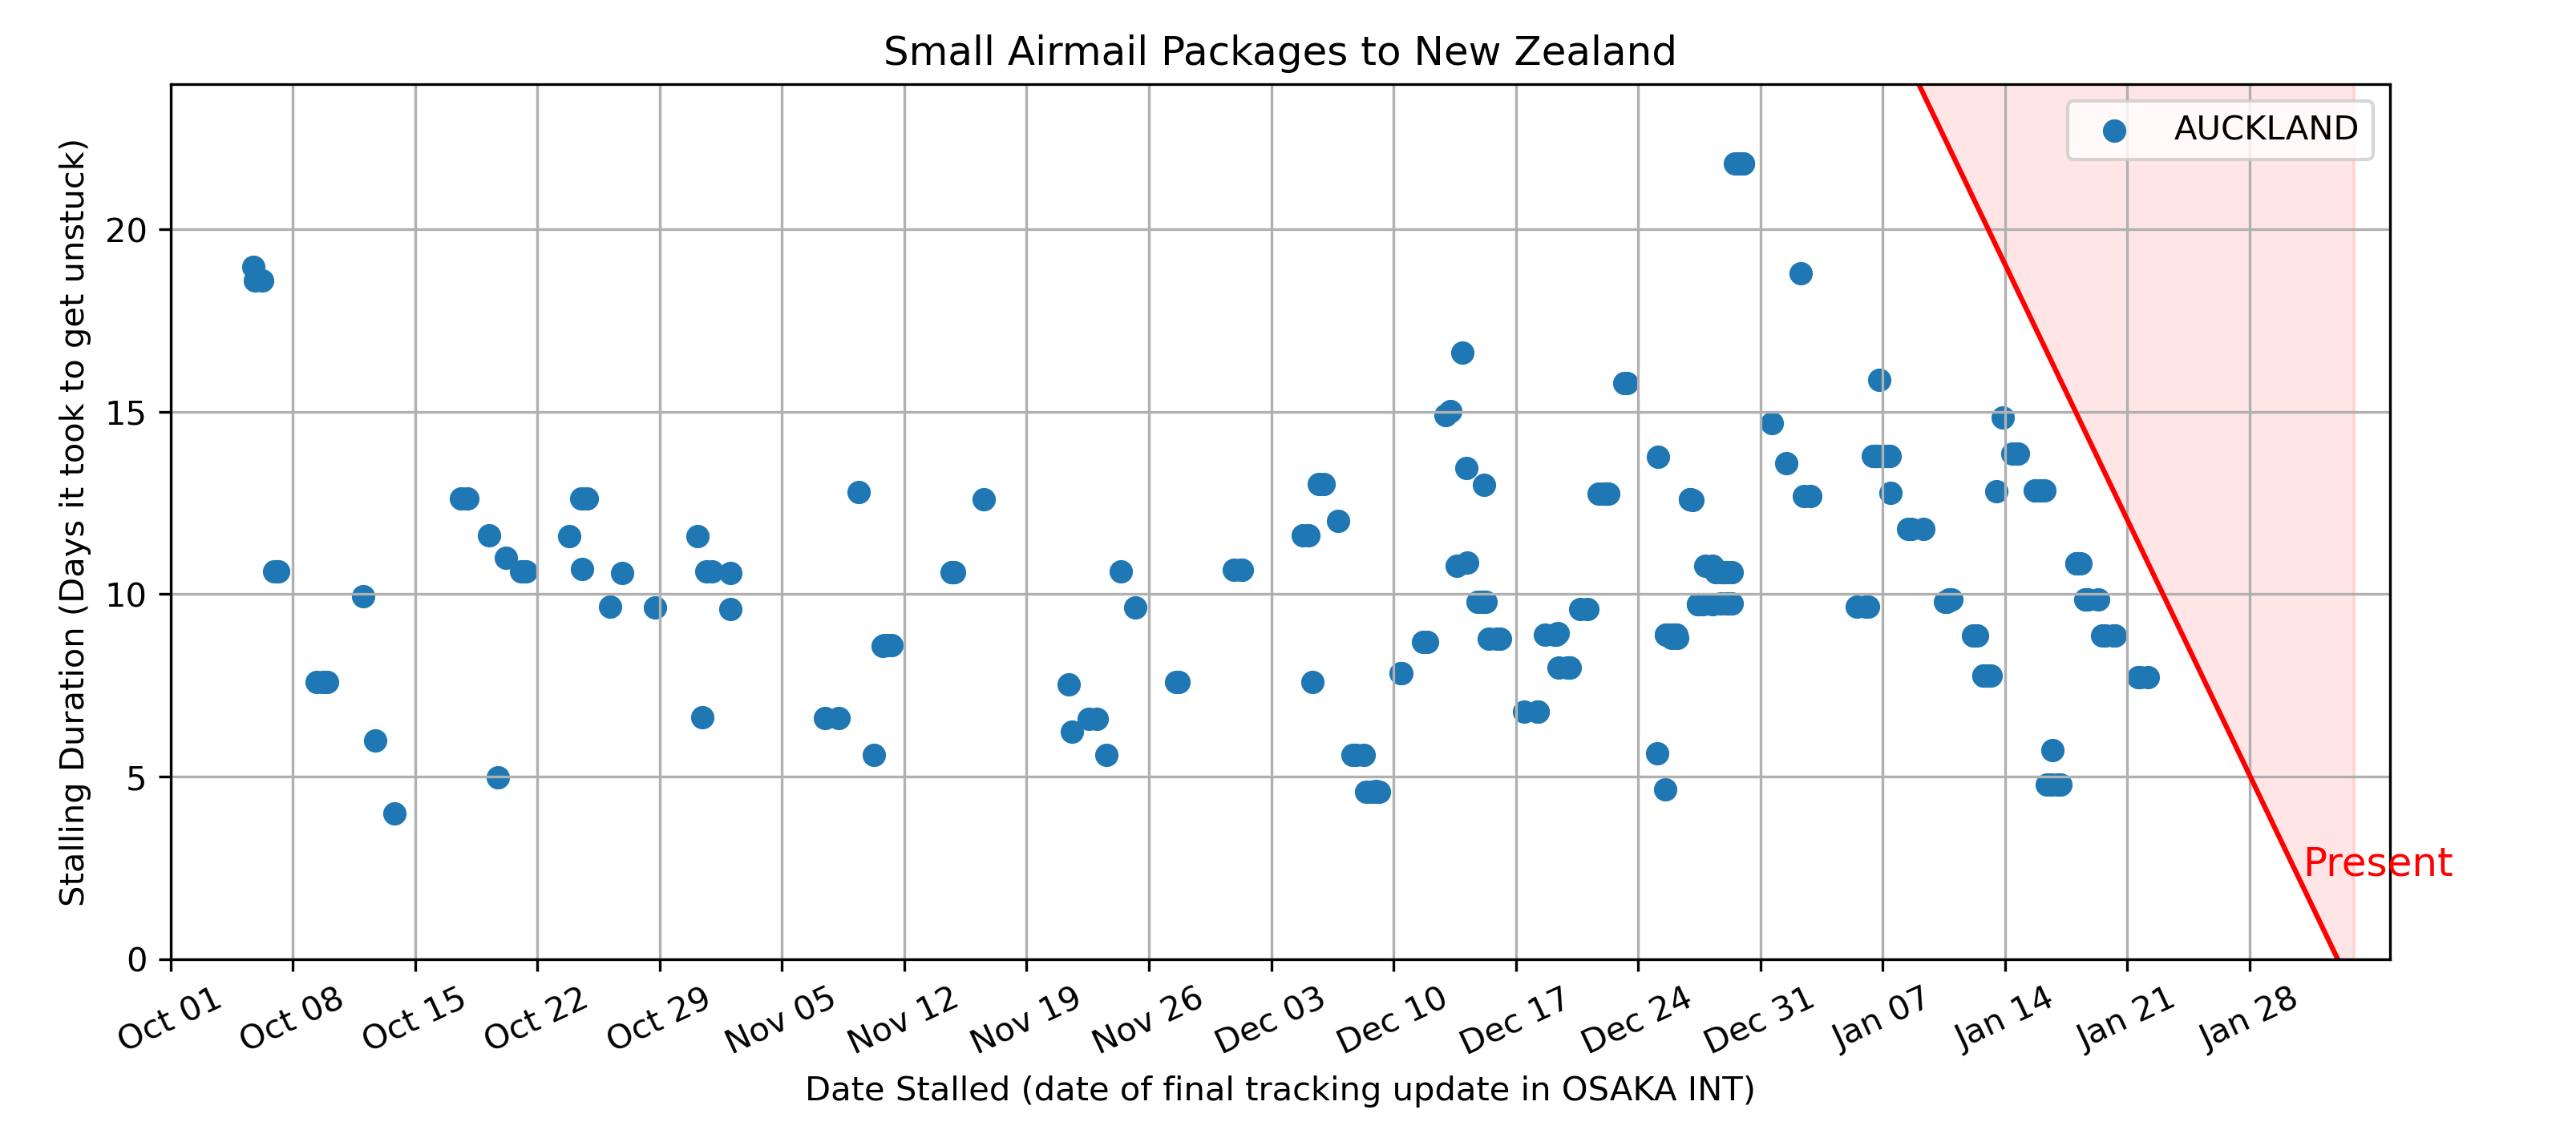 Small Airmail Packages to New Zealand
AUCKLAND
Stalling Duration (Days it took to get unstuck)
20
15
10
5
0
Present
Oct 01
Oct 08
Oct 15
Oct 22
Oct 29
Nov 05
Nov 12
Nov 19
Nov 26
Dec 03
Dec 10
Dec 17
Dec 24
Dec 31
Jan 07
Jan 14
Jan 21
Jan 28
Date Stalled (date of final tracking update in OSAKA INT)